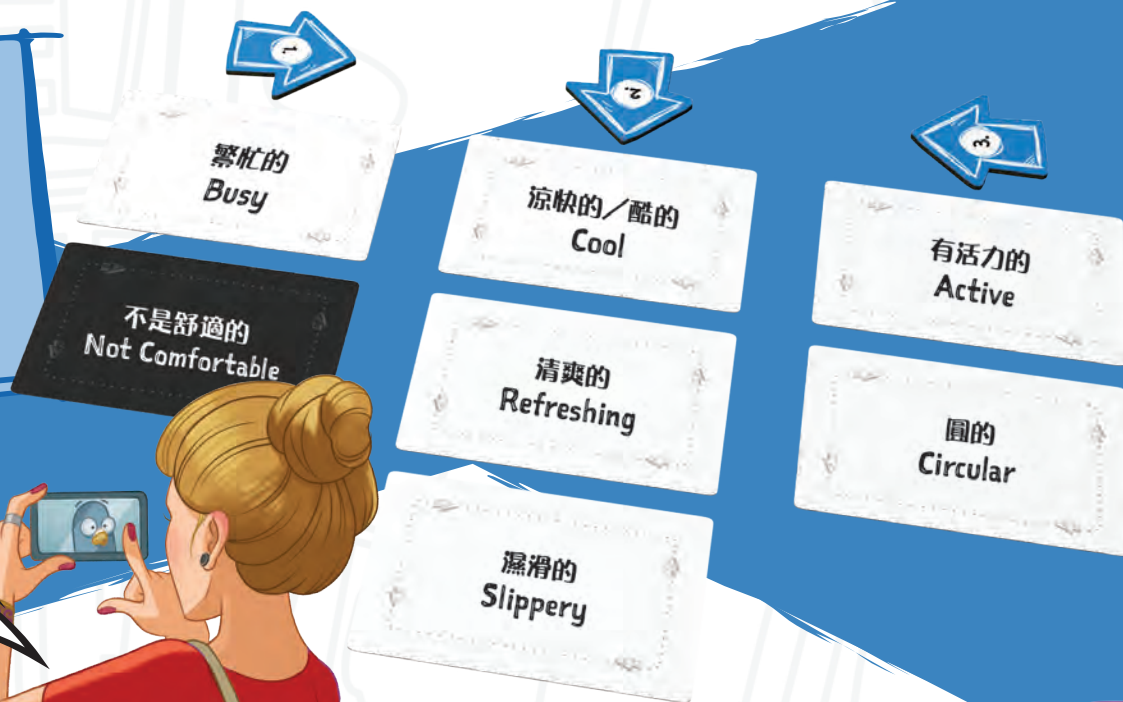 1.
繁忙的
Busy
不是舒適的
Not Comfortable
2.
涼快的／酷的
Cool
清爽的
Refreshing
濕滑的
Slippery
3.
有活力的
Active
圓的
Circular